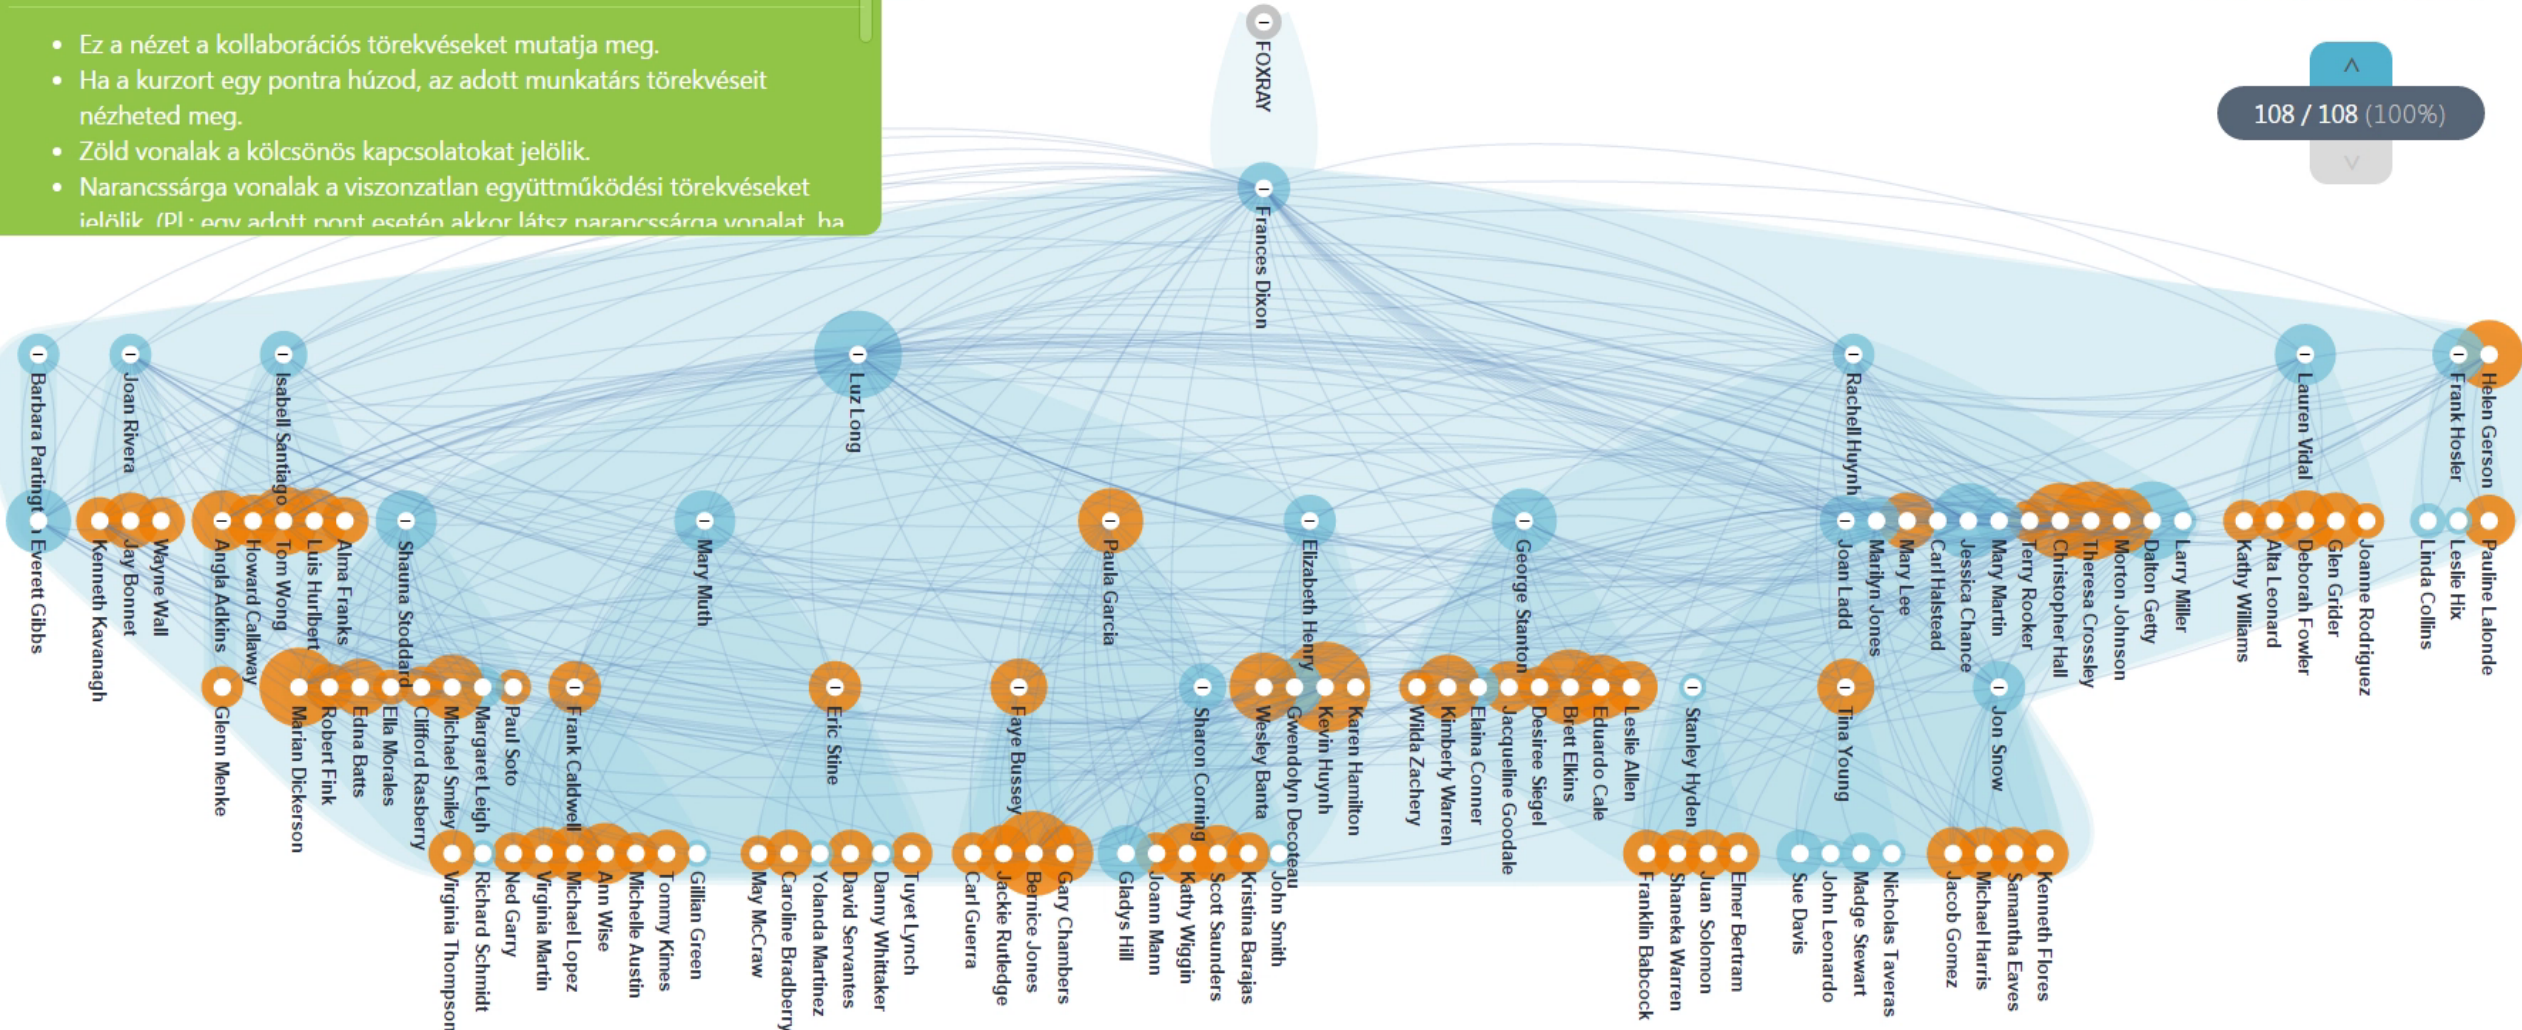 Ez a nézet a kollaborációs törekvéseket mutatja meg.
Ha a kurzort egy pontra húzod, az adott munkatárs törekvéseit
nézheted meg.
Zöld vonalak a kölcsönös kapcsolatokat jelölik.
Narancssárga vonalak a viszonzatlan együttműködési törekvéseket
jelölik. (Pl.: egy adott pont esetén akkor látsz narancssárga vonalat, ha
108 / 108 (100%)
FOXRAY
Frances Dixon
Barbara Partington
Joan Rivera
Isabell Santiago
Luz Long
Rachell Huynh
Lauren Vidal
Frank Hosler
Helen Gerson
Everett Gibbs
Kenneth Kavanagh
Jay Bonnet
Wayne Wall
Angla Adkins
Howard Callaway
Tom Wong
Luis Hurlbert
Alma Franks
Shauna Stoddard
Mary Muth
Paula Garcia
Elizabeth Henry
George Stanton
Joan Ladd
Marilyn Jones
Mary Lee
Carl Halstead
Jessica Chance
Mary Martin
Terry Rooker
Christopher Hall
Theresa Crossley
Morton Johnson
Dalton Getty
Larry Miller
Kathy Williams
Alta Leonard
Deborah Fowler
Glen Grider
Joanne Rodriguez
Linda Collins
Leslie Hix
Pauline Lalonde
Glenn Menke
Marian Dickerson
Robert Fink
Edna Batts
Ella Morales
Clifford Rasberry
Michael Smiley
Margaret Leigh
Paul Soto
Frank Caldwell
Eric Stine
Faye Bussey
Sharon Corning
Wesley Banta
Gwendolyn Decoteau
Kevin Huynh
Karen Hamilton
Wilda Zachery
Kimberly Warren
Elaina Conner
Jacqueline Goodale
Desiree Siegel
Brett Elkins
Eduardo Cale
Leslie Allen
Stanley Hyden
Tina Young
Jon Snow
Virginia Thompson
Richard Schmidt
Ned Garry
Virginia Martin
Michael Lopez
Ann Wise
Michelle Austin
Tommy Kimes
Gillian Green
May McCraw
Caroline Bradberry
Yolanda Martinez
David Servantes
Danny Whittaker
Tuyet Lynch
Carl Guerra
Jackie Rutledge
Bernice Jones
Gary Chambers
Gladys Hill
Joann Mann
Kathy Wiggin
Scott Saunders
Kristina Barajas
John Smith
Franklin Babcock
Shaneka Warren
Juan Solomon
Elmer Bertram
Sue Davis
John Leonardo
Madge Stewart
Nicholas Taveras
Jacob Gomez
Michael Harris
Samantha Eaves
Kenneth Flores